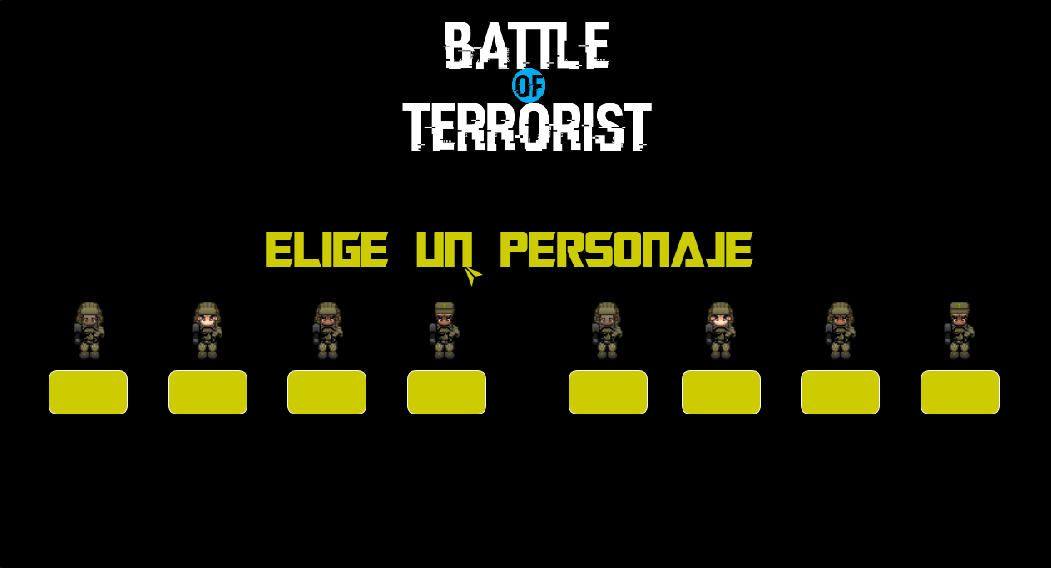 BATTLE
OF
TERRORIST
ELIGE UN PERSONAJE